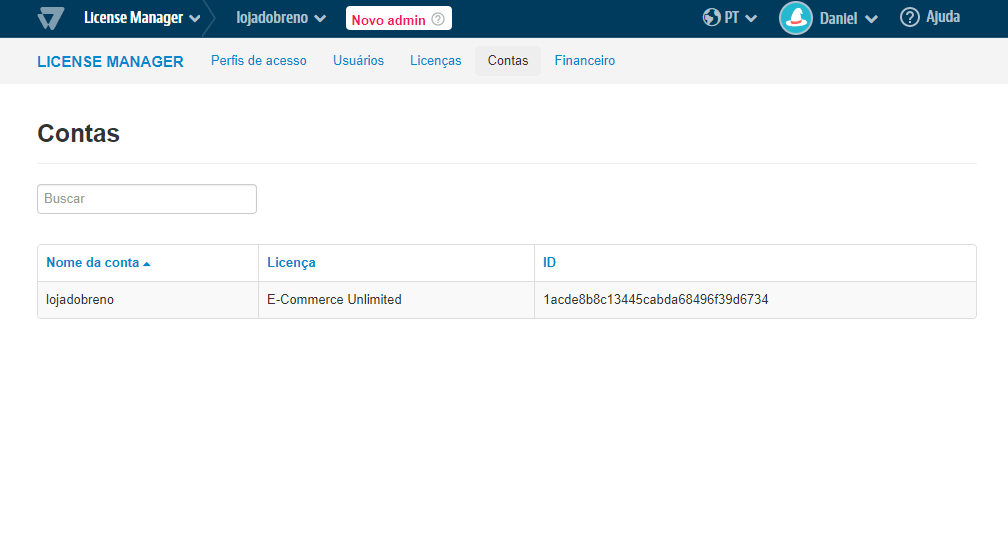 License Manager lojadobreno Novo admin PT Daniel Ajuda
LICENSE MANAGER Perfis de acesso Usuários Licenças Contas Financeiro
Contas
Buscar
Nome da conta Licença ID
lojadobreno E-Commerce Unlimited 1acde8b8c13445cabda68496f39d6734